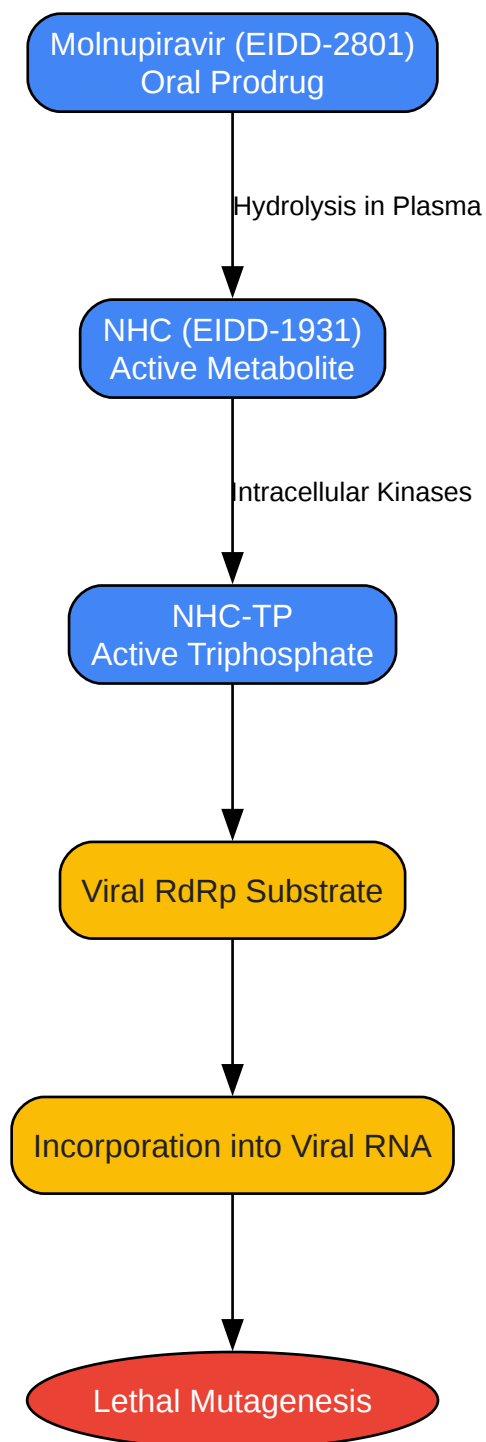 Molnupiravir (EIDD-2801)
Oral Prodrug
Hydrolysis in Plasma
NHC (EIDD-1931)
Active Metabolite
Intracellular Kinases
NHC-TP
Active Triphosphate
Viral RdRp Substrate
Incorporation into Viral RNA
Lethal Mutagenesis